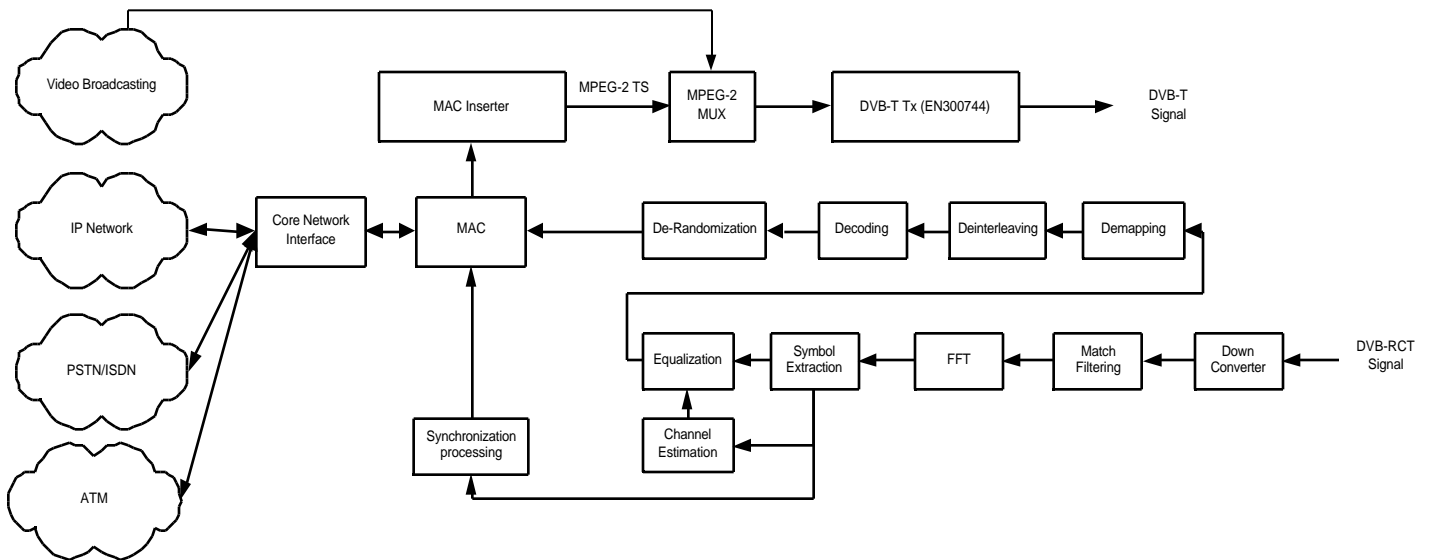 Video Broadcasting
MAC Inserter
MPEG-2 TS
MPEG-2
MUX
DVB-T Tx (EN300744)
DVB-T
Signal
IP Network
Core Network
Interface
MAC
De-Randomization
Decoding
Deinterleaving
Demapping
PSTN/ISDN
Equalization
Symbol
Extraction
FFT
Match
Filtering
Down
Converter
DVB-RCT
Signal
Synchronization
processing
Channel
Estimation
ATM